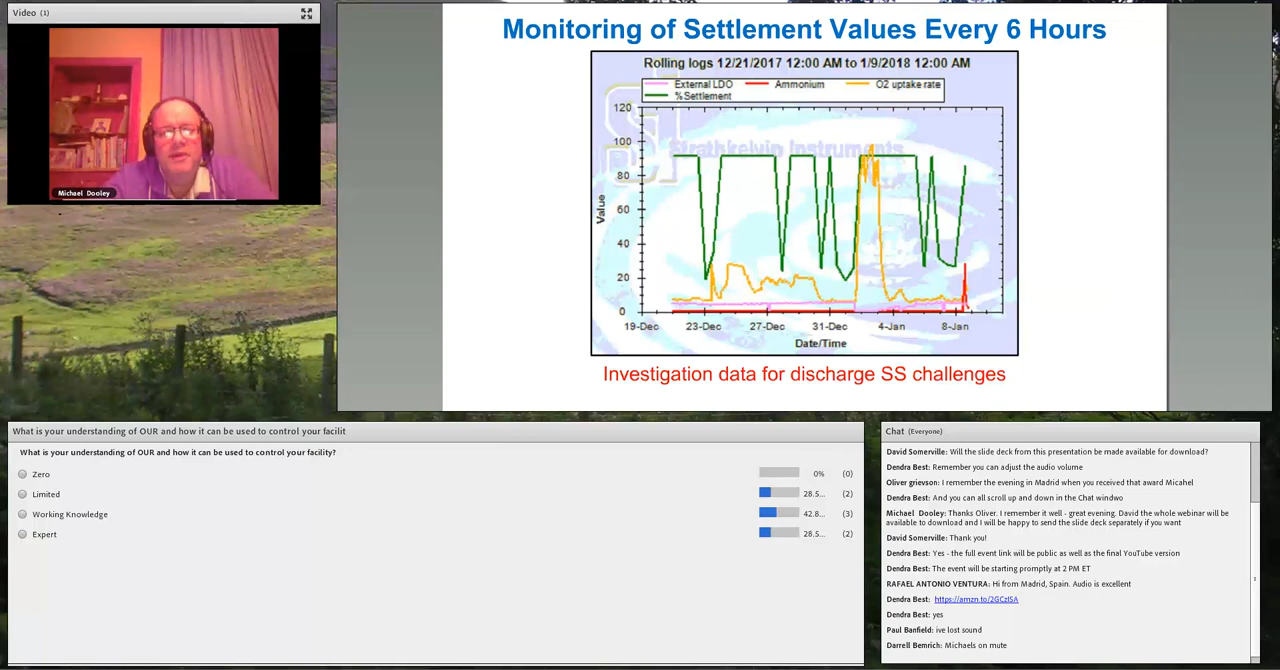 Video (1)
Michael Dooley
Monitoring of Settlement Values Every 6 Hours
Rolling logs 12/21/2017 12:00 AM to 1/9/2018 12:00 AM
External LDO
Ammonium
O2 uptake rate
%Settlement
Strathkelvin Instruments
120
100
80
60
40
20
0
Value
19-Dec
23-Dec
27-Dec
31-Dec
4-Jan
8-Jan
Date/Time
Investigation data for discharge SS challenges
What is your understanding of OUR and how it can be used to control your facilit
What is your understanding of OUR and how it can be used to control your facility?
Zero 0% (0)
Limited 28.5... (2)
Working Knowledge 42.8... (3)
Expert 28.5... (2)
Chat (Everyone)
David Somerville: Will the slide deck from this presentation be made available for download?
Dendra Best: Remember you can adjust the audio volume
Oliver grievson: I remember the evening in Madrid when you received that award Micahel
Dendra Best: And you can all scroll up and down in the Chat windwo
Michael Dooley: Thanks Oliver. I remember it well - great evening. David the whole webinar will be
available to download and I will be happy to send the slide deck separately if you want
David Somerville: Thank you!
Dendra Best: Yes - the full event link will be public as well as the final YouTube version
Dendra Best: The event will be starting promptly at 2 PM ET
RAFAEL ANTONIO VENTURA: Hi from Madrid, Spain. Audio is excellent
Dendra Best: https://amzn.to/2GCzISA
Dendra Best: yes
Paul Banfield: ive lost sound
Darrell Bemrich: Michaels on mute